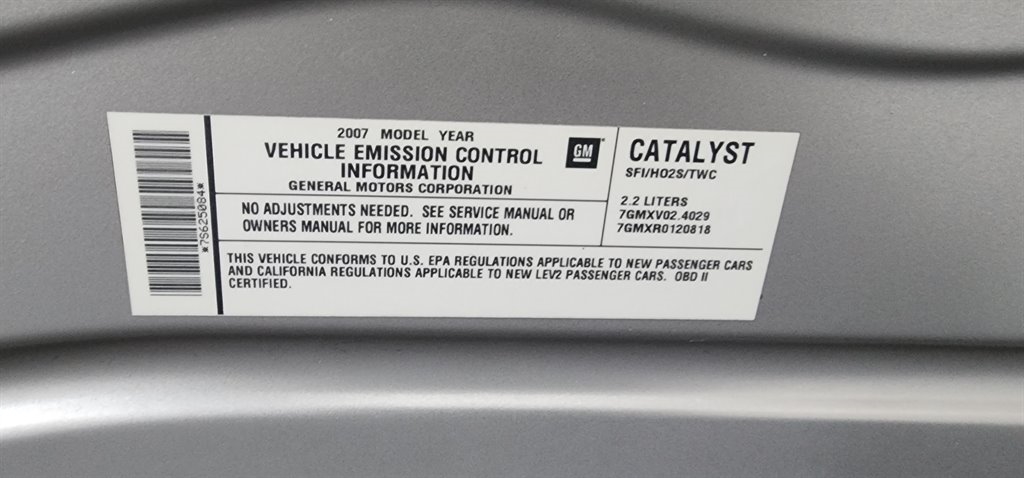 *7S625084*
2007 MODEL YEAR
VEHICLE EMISSION CONTROL
INFORMATION
GENERAL MOTORS CORPORATION
GM
NO ADJUSTMENTS NEEDED. SEE SERVICE MANUAL OR
OWNERS MANUAL FOR MORE INFORMATION.
CATALYST
SFI/HO2S/TWC
2.2 LITERS
7GMXV02.4029
7GMXR0120818
THIS VEHICLE CONFORMS TO U.S. EPA REGULATIONS APPLICABLE TO NEW PASSENGER CARS
AND CALIFORNIA REGULATIONS APPLICABLE TO NEW LEV2 PASSENGER CARS. OBD II
CERTIFIED.